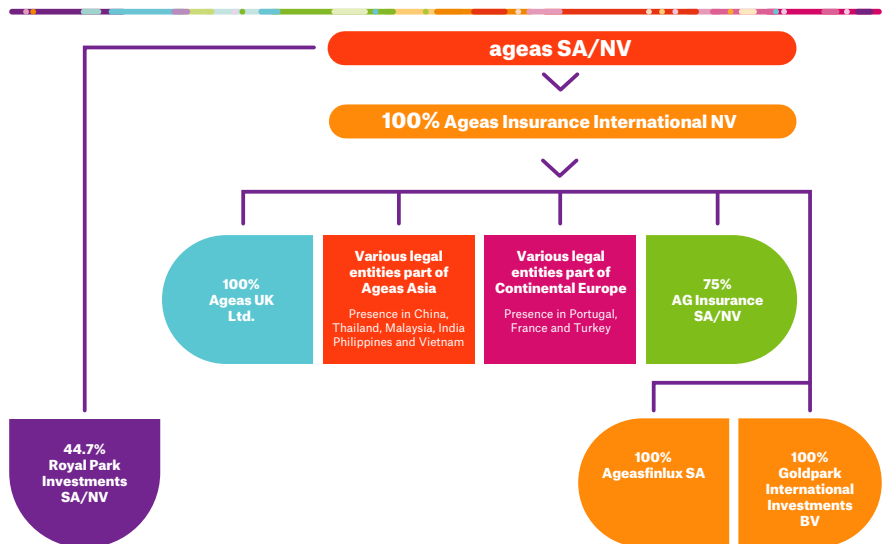 ageas SA/NV
100% Ageas Insurance International NV
100%
Ageas UK
Ltd.
Various legal
entities part of
Ageas Asia
Presence in China,
Thailand, Malaysia, India
Philippines and Vietnam
Various legal
entities part of
Continental Europe
Presence in Portugal,
France and Turkey
75%
AG Insurance
SA/NV
44.7%
Royal Park
Investments
SA/NV
100%
Ageasfinlux SA
100%
Goldpark
International
Investments
BV